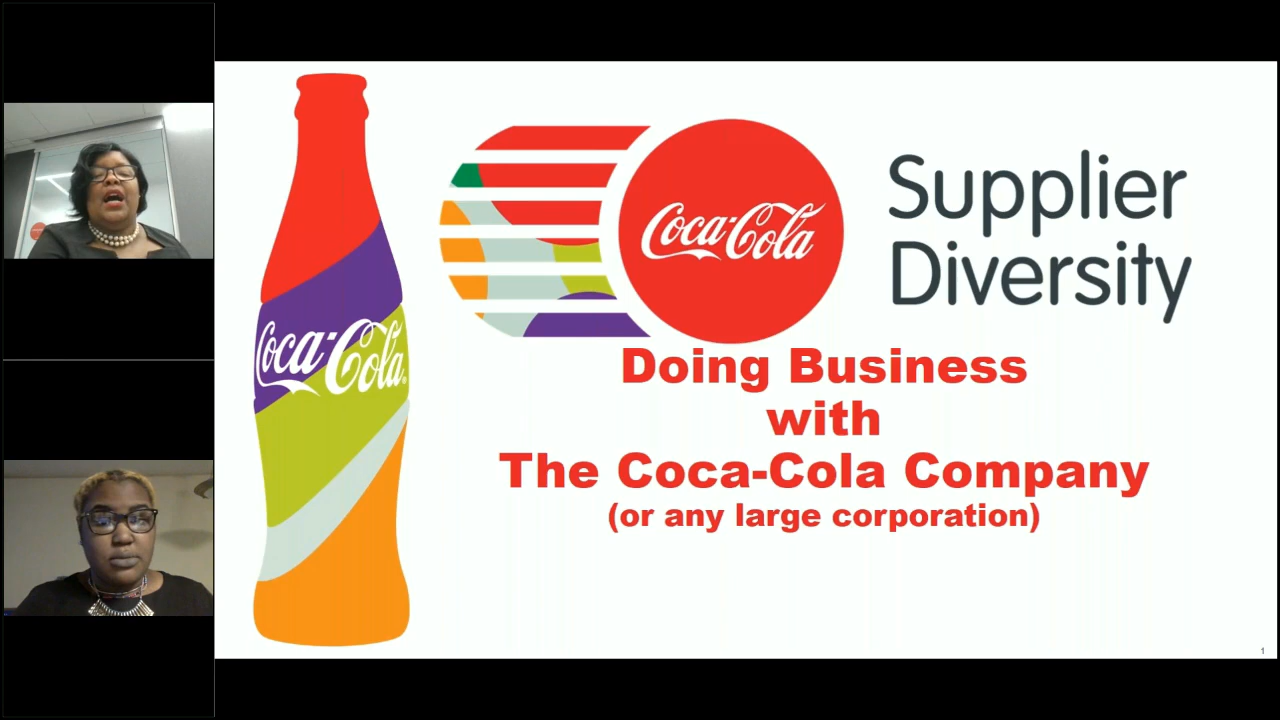 Coca-Cola
Coca-Cola®
Supplier
Diversity
Doing Business
with
The Coca-Cola Company
(or any large corporation)
1